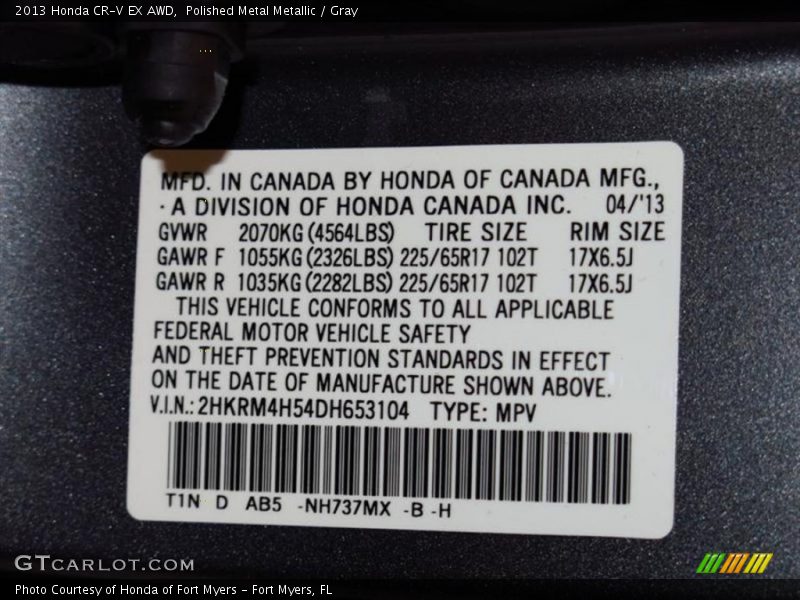 2013 Honda CR-V EX AWD, Polished Metal Metallic / Gray
MFD. IN CANADA BY HONDA OF CANADA MFG.,
· A DIVISION OF HONDA CANADA INC. 04/'13
GVWR 2070KG (4564LBS) TIRE SIZE RIM SIZE
GAWR F 1055KG (2326LBS) 225/65R17 102T 17X6.5J
GAWR R 1035KG (2282LBS) 225/65R17 102T 17X6.5J
THIS VEHICLE CONFORMS TO ALL APPLICABLE
FEDERAL MOTOR VEHICLE SAFETY
AND THEFT PREVENTION STANDARDS IN EFFECT
ON THE DATE OF MANUFACTURE SHOWN ABOVE.
V.I.N.: 2HKRM4H54DH653104 TYPE: MPV
T1N D AB5 -NH737MX -B -H
GTCARLOT.COM
Photo Courtesy of Honda of Fort Myers - Fort Myers, FL